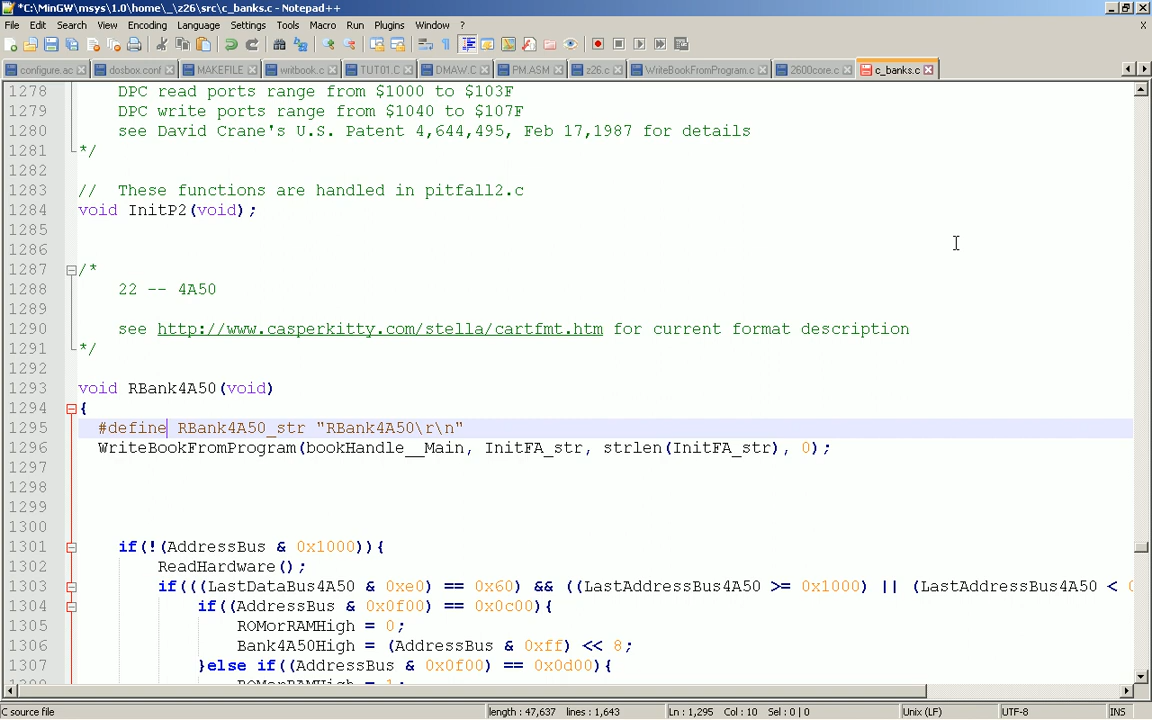 *C:\MinGW\msys\1.0\home\_\z26\src\c_banks.c - Notepad++
File Edit Search View Encoding Language Settings Tools Macro Run Plugins Window ? X
configure.ac dosbox.conf MAKEFILE writbook.c TUT01.C DMAW.C PM.ASM z26.c WriteBookFromProgram.c 2600core.c c_banks.c
1278 DPC read ports range from $1000 to $103F
1279 DPC write ports range from $1040 to $107F
1280 see David Crane's U.S. Patent 4,644,495, Feb 17,1987 for details
1281 */
1282
1283 // These functions are handled in pitfall2.c
1284 void InitP2(void);
1285
1286
1287 /*
1288 22 -- 4A50
1289
1290 see http://www.casperkitty.com/stella/cartfmt.htm for current format description
1291 */
1292
1293 void RBank4A50(void)
1294 {
1295 #define RBank4A50_str "RBank4A50\r\n"
1296 WriteBookFromProgram(bookHandle__Main, InitFA_str, strlen(InitFA_str), 0);
1297
1298
1299
1300
1301 if(!(AddressBus & 0x1000)){
1302 ReadHardware();
1303 if(((LastDataBus4A50 & 0xe0) == 0x60) && ((LastAddressBus4A50 >= 0x1000) || (LastAddressBus4A50 <
1304 if((AddressBus & 0x0f00) == 0x0c00){
1305 ROMorRAMHigh = 0;
1306 Bank4A50High = (AddressBus & 0xff) << 8;
1307 }else if((AddressBus & 0x0f00) == 0x0d00){
C source file length : 47,637 lines : 1,643 Ln : 1,295 Col : 10 Sel : 0 | 0 Unix (LF) UTF-8 INS